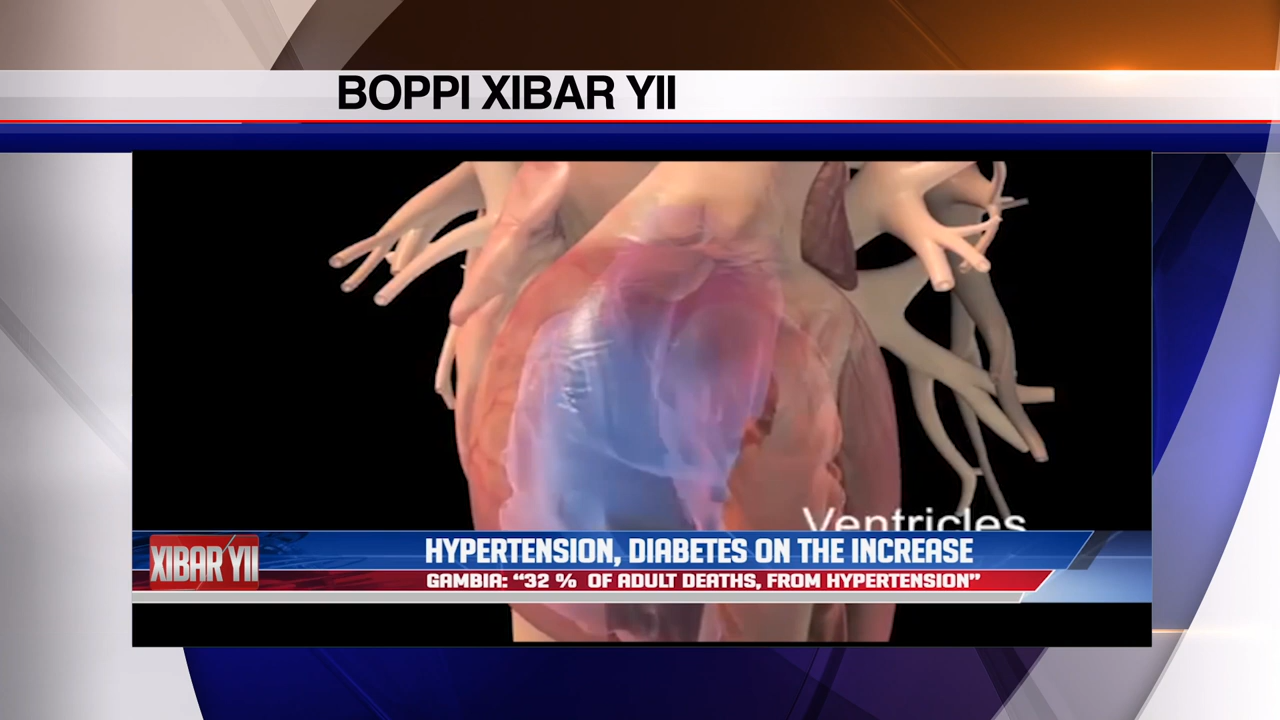 BOPPI XIBAR YII
Ventricles
XIBAR YII
HYPERTENSION, DIABETES ON THE INCREASE
GAMBIA: “32 % OF ADULT DEATHS, FROM HYPERTENSION”